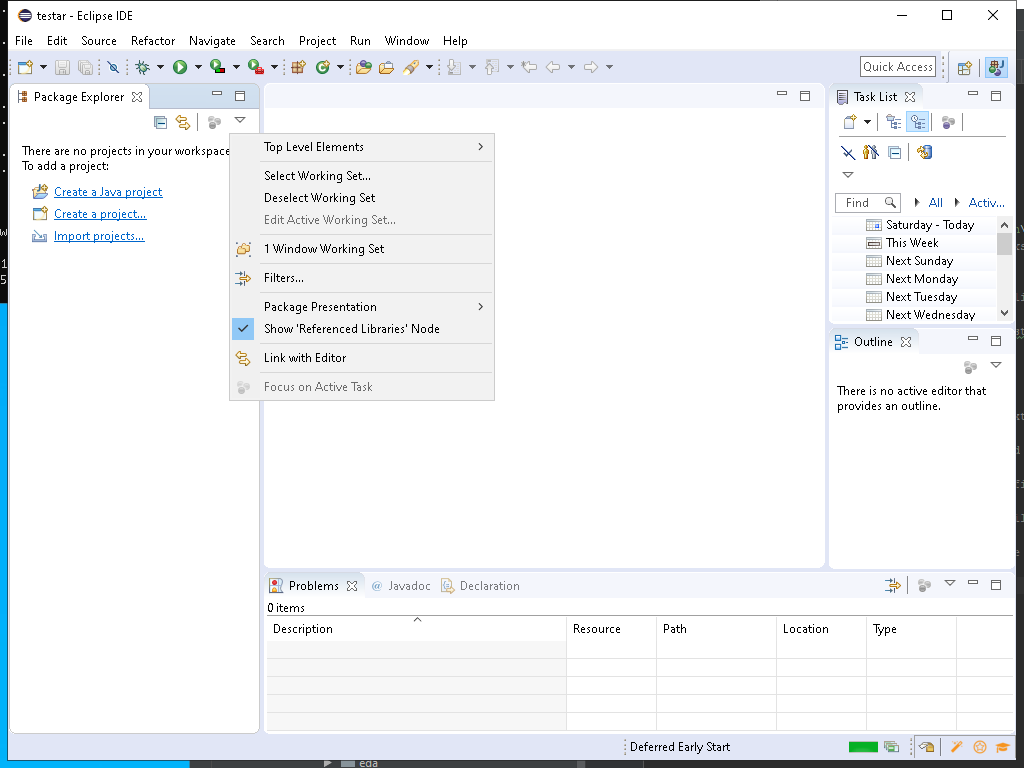 testar - Eclipse IDE
File Edit Source Refactor Navigate Search Project Run Window Help
Quick Access
Package Explorer
There are no projects in your workspace
To add a project:
Create a Java project
Create a project...
Import projects...
Top Level Elements
Select Working Set...
Deselect Working Set
Edit Active Working Set...
1 Window Working Set
Filters...
Package Presentation
Show 'Referenced Libraries' Node
Link with Editor
Focus on Active Task
Task List
Find All Activ...
Saturday - Today
This Week
Next Sunday
Next Monday
Next Tuesday
Next Wednesday
Outline
There is no active editor that
provides an outline.
Problems @ Javadoc Declaration
0 items
Description Resource Path Location Type
Deferred Early Start
eda